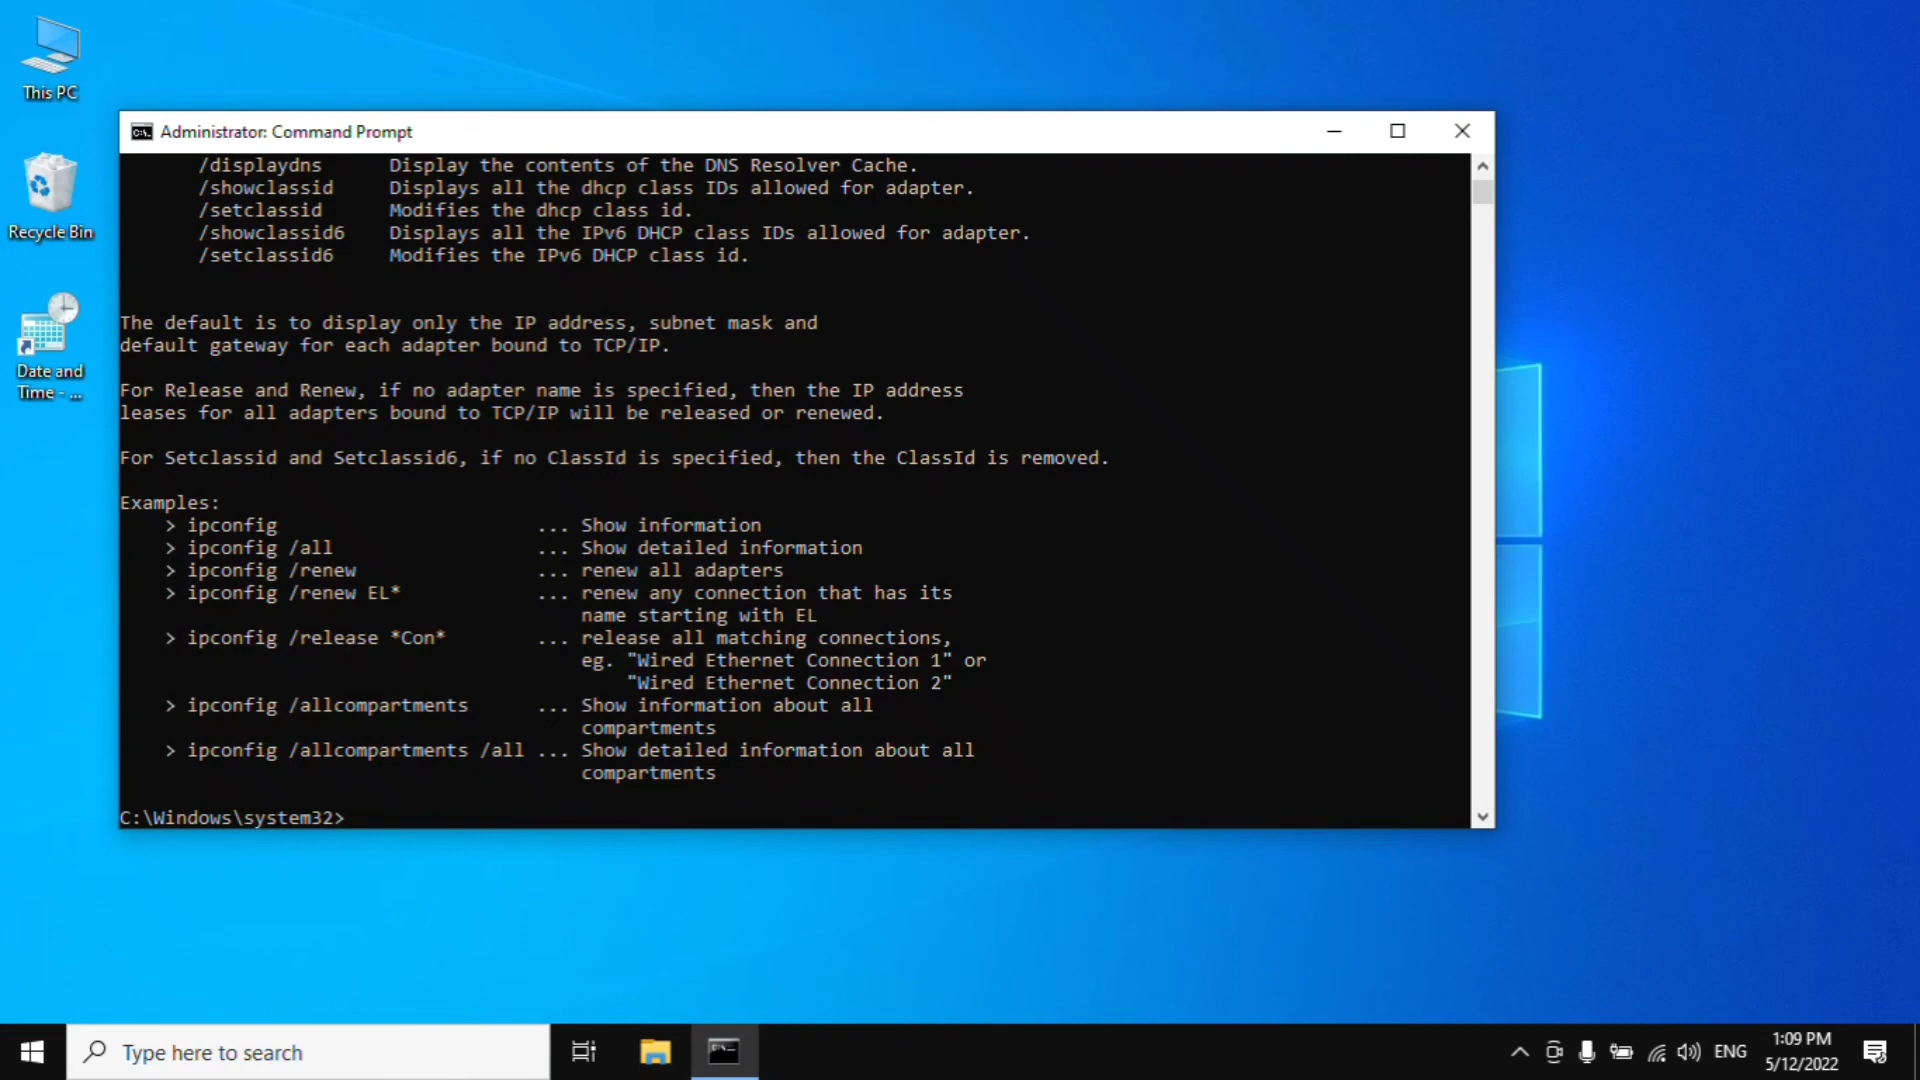 This PC
Recycle Bin
Date and
Time - ...
Administrator: Command Prompt
/displaydns Display the contents of the DNS Resolver Cache.
/showclassid Displays all the dhcp class IDs allowed for adapter.
/setclassid Modifies the dhcp class id.
/showclassid6 Displays all the IPv6 DHCP class IDs allowed for adapter.
/setclassid6 Modifies the IPv6 DHCP class id.
The default is to display only the IP address, subnet mask and
default gateway for each adapter bound to TCP/IP.
For Release and Renew, if no adapter name is specified, then the IP address
leases for all adapters bound to TCP/IP will be released or renewed.
For Setclassid and Setclassid6, if no ClassId is specified, then the ClassId is removed.
Examples:
> ipconfig ... Show information
> ipconfig /all ... Show detailed information
> ipconfig /renew ... renew all adapters
> ipconfig /renew EL* ... renew any connection that has its
name starting with EL
> ipconfig /release *Con* ... release all matching connections,
eg. "Wired Ethernet Connection 1" or
"Wired Ethernet Connection 2"
> ipconfig /allcompartments ... Show information about all
compartments
> ipconfig /allcompartments /all ... Show detailed information about all
compartments
C:\Windows\system32>
Type here to search
ENG
1:09 PM
5/12/2022